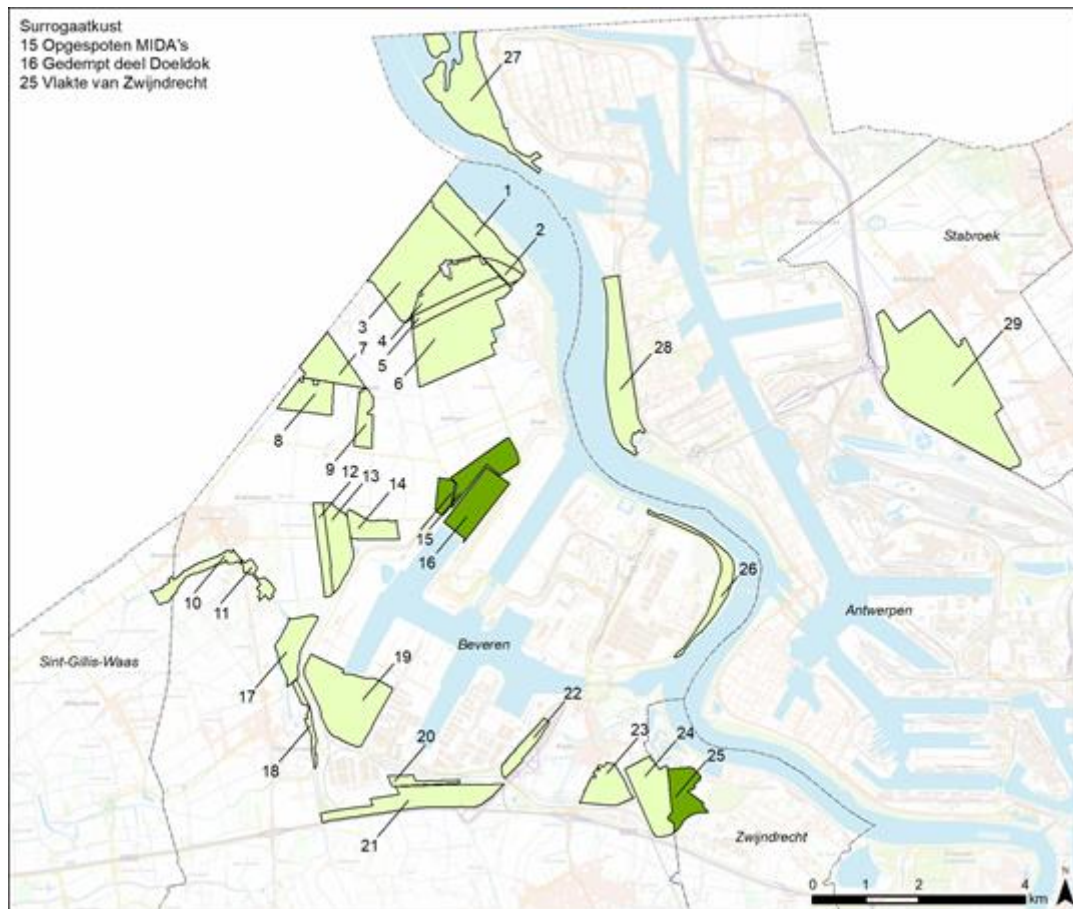 Surrogaatkust
15 Opgespoten MIDA's
16 Gedempt deel Doeldok
25 Vlakte van Zwijndrecht
27
1
2
Stabroek
3
4
5
6
7
8
9
28
29
12
13
14
15
16
10
11
26
Antwerpen
Beveren
Sint-Gillis-Waas
17
19
22
18
20
23
24
25
21
Zwijndrecht
0 1 2 4
km